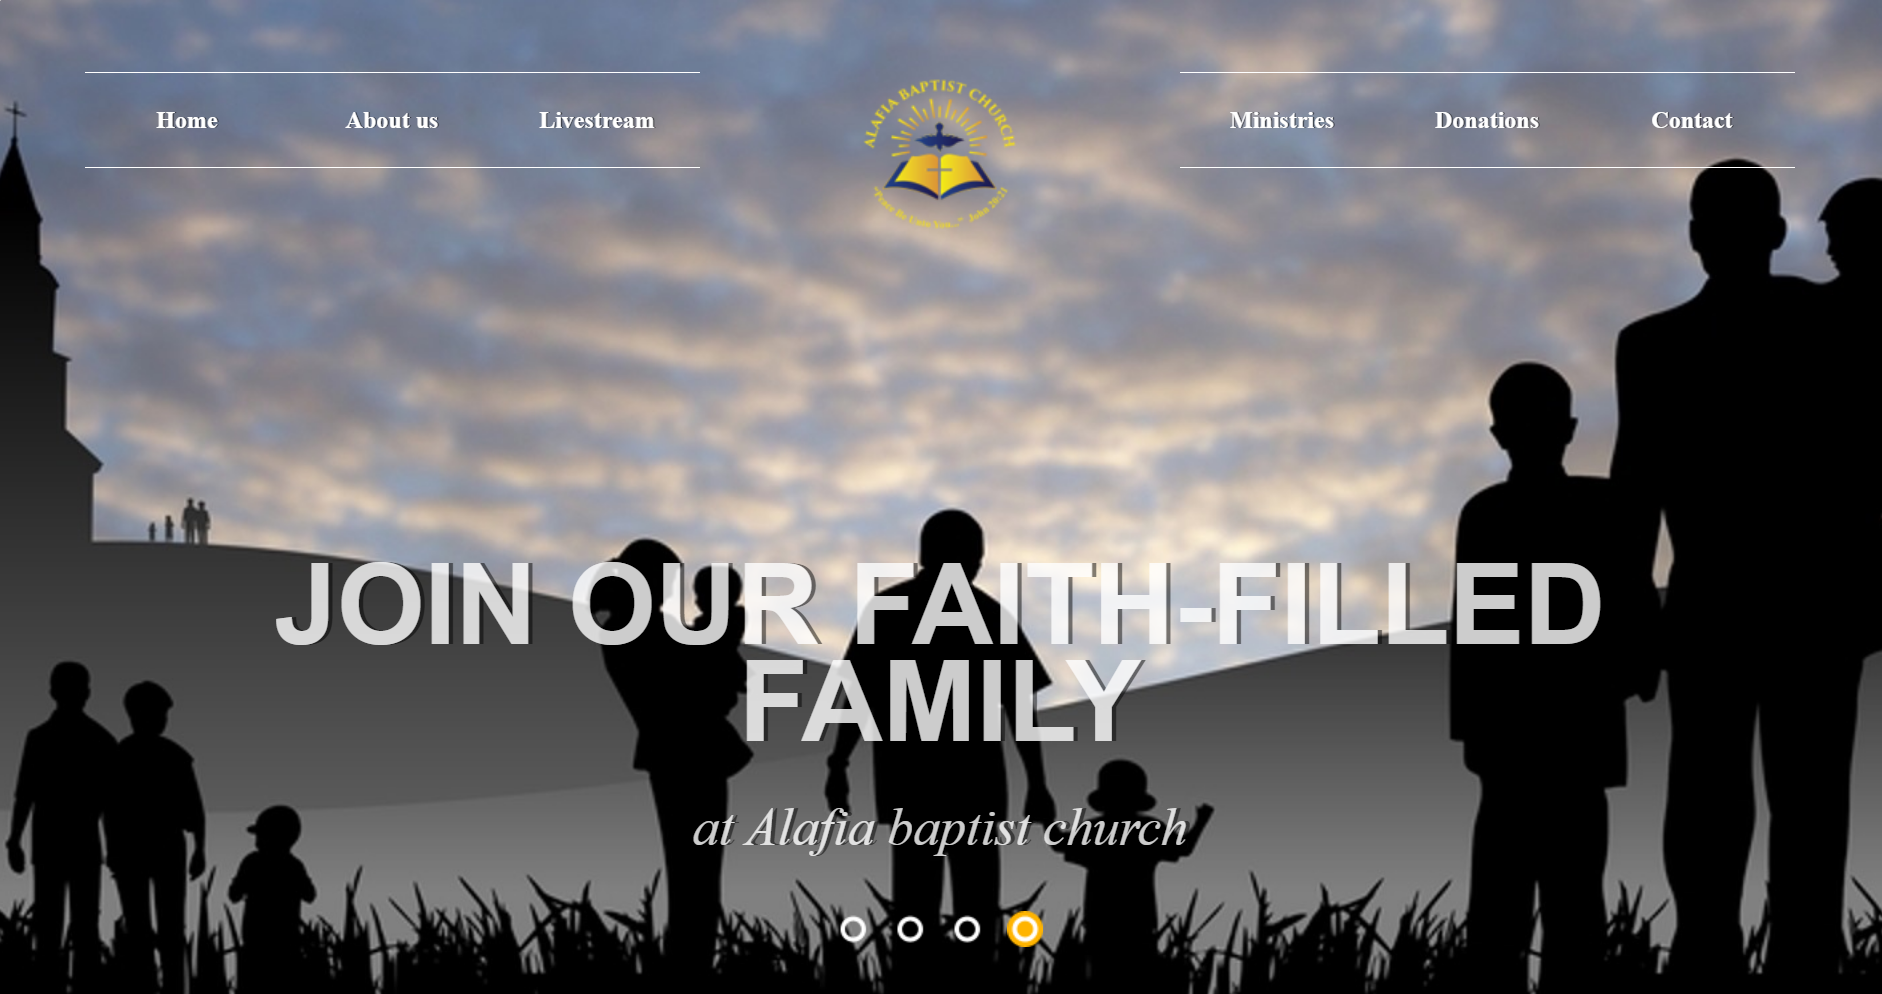 Home
About us
Livestream
ALAFIA BAPTIST CHURCH
"Peace Be Unto You..." John 20:21
Ministries
Donations
Contact
JOIN OUR FAITH-FILLED
FAMILY
at Alafia baptist church